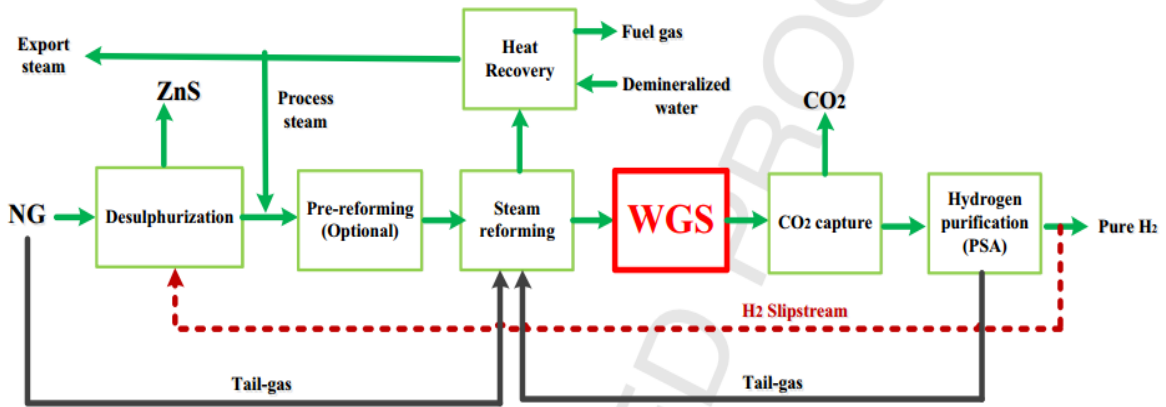 Export
steam
Heat
Recovery
Fuel gas
Demineralized
water
ZnS
Process
steam
CO2
NG
Desulphurization
Pre-reforming
(Optional)
Steam
reforming
WGS
CO2 capture
Hydrogen
purification
(PSA)
Pure H2
H2 Slipstream
Tail-gas
Tail-gas